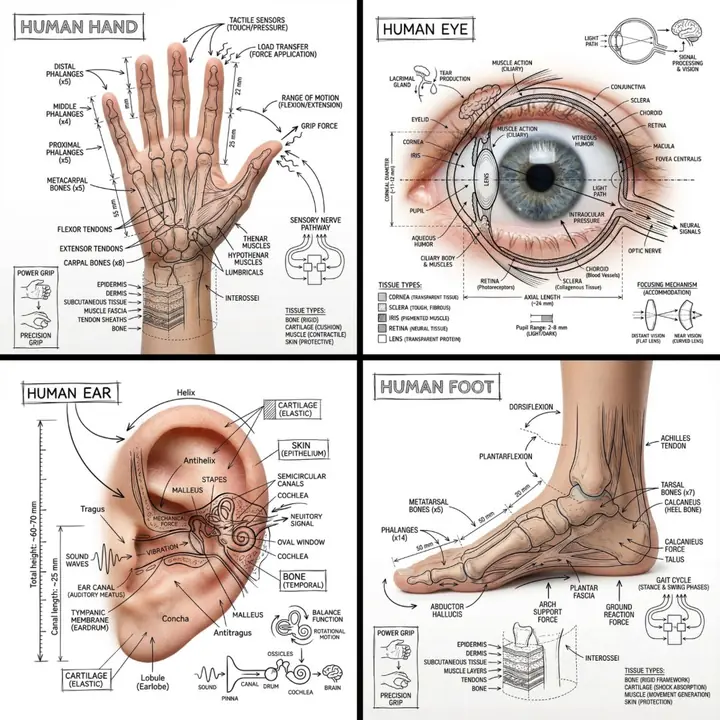 HUMAN HAND
TACTILE SENSORS
(TOUCH/PRESSURE)
LOAD TRANSFER
(FORCE APPLICATION)
DISTAL
PHALANGES
(x5)
mm
22 mm
MIDDLE
PHALANGES
(x4)
RANGE OF MOTION
(FLEXION/EXTENSION)
GRIP FORCE
25 mm
PROXIMAL
PHALANGES
(x5)
METACARPAL
BONES (x5)
55 mm
SENSORY NERVE
PATHWAY
FLEXOR TENDONS
EXTENSOR TENDONS
CARPAL BONES (x8)
THENAR
MUSCLES
HYPOTHENAR
MUSCLES
LUMBRICALS
POWER GRIP
PRECISION
GRIP
EPIDERMIS
DERMIS
SUBCUTANEOUS TISSUE
MUSCLE FASCIA
TENDON SHEATHS
BONE
INTEROSSEI
TISSUE TYPES:
BONE (RIGID)
CARTILAGE (CUSHION)
MUSCLE (CONTRACTILE)
SKIN (PROTECTIVE)
HUMAN EYE
LIGHT
PATH
SIGNAL
PROCESSING
& VISION
LACRIMAL
GLAND
TEAR
PRODUCTION
MUSCLE ACTION
(CILIARY)
CONJUNCTIVA
SCLERA
CHOROID
RETINA
MACULA
FOVEA CENTRALIS
EYELID
CORNEA
IRIS
MUSCLE ACTION
(CILIARY)
VITREOUS
HUMOR
CORNEAL DIAMETER
(~11-12 mm)
LENS
LIGHT
PATH
PUPIL
INTRAOCULAR
PRESSURE
NEURAL
SIGNALS
AQUEOUS
HUMOR
OPTIC NERVE
CILIARY BODY
& MUSCLES
RETINA
(Photoreceptors)
SCLERA
(Collagenous Tissue)
CHOROID
(Blood Vessels)
TISSUE TYPES:
CORNEA (TRANSPARENT TISSUE)
SCLERA (TOUGH, FIBROUS)
IRIS (PIGMENTED MUSCLE)
RETINA (NEURAL TISSUE)
LENS (TRANSPARENT PROTEIN)
AXIAL LENGTH
(~24 mm)
Pupil Range: 2-8 mm
(LIGHT/DARK)
FOCUSING MECHANISM
(ACCOMMODATION)
DISTANT VISION
(FLAT LENS)
NEAR VISION
(CURVED LENS)
HUMAN EAR
Helix
CARTILAGE
(ELASTIC)
SKIN
(EPITHELIUM)
Antihelix
STAPES
MALLEUS
SEMICIRCULAR
CANALS
COCHLEA
Tragus
MECHANICAL
FORCE
NEUITORY
SIGNAL
Total height: ~60-70 mm
Canal length: ~25 mm
SOUND
WAVES
VIBRATION
OVAL WINDOW
COCHLEA
EAR CANAL
(AUDITORY MEATUS)
BONE
(TEMPORAL)
TYMPANIC
MEMBRANE
(EARDRUM)
Concha
MALLEUS
Antitragus
BALANCE
FUNCTION
ROTATIONAL
MOTION
CARTILAGE
(ELASTIC)
Lobule
(Earlobe)
OSSICLES
SOUND
PINNA
CANAL
DRUM
COCHLEA
BRAIN
HUMAN FOOT
DORSIFLEXION
PLANTARFLEXION
ACHILLES
TENDON
20 mm
METATARSAL
BONES (x5)
50 mm
TARSAL
BONES (x7)
CALCANEUS
(HEEL BONE)
PHALANGES
(x14)
50 mm
CALCANEUS
FORCE
TALUS
ABDUCTOR
HALLUCIS
ARCH
SUPPORT
FORCE
PLANTAR
FASCIA
GROUND
REACTION
FORCE
GAIT CYCLE
(STANCE & SWING PHASES)
POWER GRIP
PRECISION
GRIP
EPIDERMIS
DERMIS
SUBCUTANEOUS TISSUE
MUSCLE LAYERS
TENDONS
BONE
INTEROSSEI
TISSUE TYPES:
BONE (RIGID FRAMEWORK)
CARTILAGE (SHOCK ABSORPTION)
MUSCLE (MOVEMENT GENERATION)
SKIN (PROTECTION)